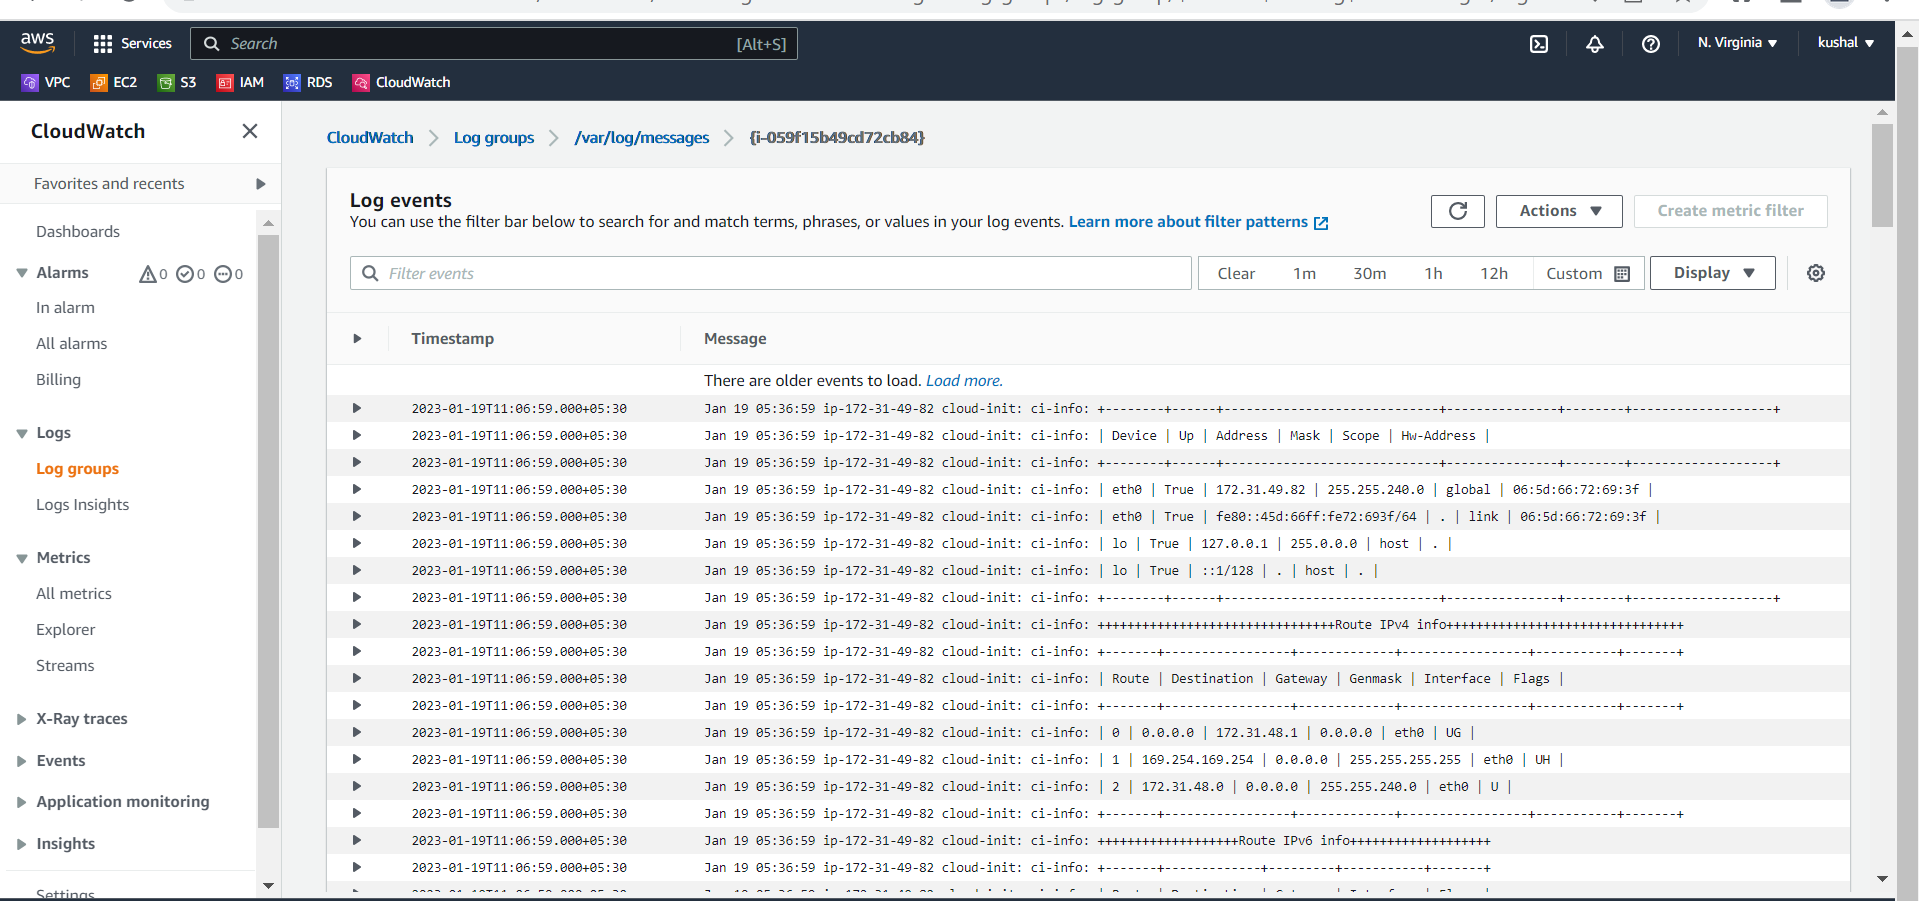 aws
Services
Search
[Alt+S]
N. Virginia
kushal
VPC
EC2
S3
IAM
RDS
CloudWatch
CloudWatch
Favorites and recents
Dashboards
Alarms
0
0
0
In alarm
All alarms
Billing
Logs
Log groups
Logs Insights
Metrics
All metrics
Explorer
Streams
X-Ray traces
Events
Application monitoring
Insights
Settings
CloudWatch
Log groups
/var/log/messages
{i-059f15b49cd72cb84}
Log events
You can use the filter bar below to search for and match terms, phrases, or values in your log events. Learn more about filter patterns
Actions
Create metric filter
Filter events
Clear
1m
30m
1h
12h
Custom
Display
Timestamp
Message
There are older events to load. Load more.
2023-01-19T11:06:59.000+05:30 Jan 19 05:36:59 ip-172-31-49-82 cloud-init: ci-info: +--------+------+-----------------------------+---------------+--------+-------------------+
2023-01-19T11:06:59.000+05:30 Jan 19 05:36:59 ip-172-31-49-82 cloud-init: ci-info: | Device | Up | Address | Mask | Scope | Hw-Address |
2023-01-19T11:06:59.000+05:30 Jan 19 05:36:59 ip-172-31-49-82 cloud-init: ci-info: +--------+------+-----------------------------+---------------+--------+-------------------+
2023-01-19T11:06:59.000+05:30 Jan 19 05:36:59 ip-172-31-49-82 cloud-init: ci-info: | eth0 | True | 172.31.49.82 | 255.255.240.0 | global | 06:5d:66:72:69:3f |
2023-01-19T11:06:59.000+05:30 Jan 19 05:36:59 ip-172-31-49-82 cloud-init: ci-info: | eth0 | True | fe80::45d:66ff:fe72:693f/64 | . | link | 06:5d:66:72:69:3f |
2023-01-19T11:06:59.000+05:30 Jan 19 05:36:59 ip-172-31-49-82 cloud-init: ci-info: | lo | True | 127.0.0.1 | 255.0.0.0 | host | . |
2023-01-19T11:06:59.000+05:30 Jan 19 05:36:59 ip-172-31-49-82 cloud-init: ci-info: | lo | True | ::1/128 | . | host | . |
2023-01-19T11:06:59.000+05:30 Jan 19 05:36:59 ip-172-31-49-82 cloud-init: ci-info: +--------+------+-----------------------------+---------------+--------+-------------------+
2023-01-19T11:06:59.000+05:30 Jan 19 05:36:59 ip-172-31-49-82 cloud-init: ci-info: ++++++++++++++++++++++++++++++++Route IPv4 info++++++++++++++++++++++++++++++++
2023-01-19T11:06:59.000+05:30 Jan 19 05:36:59 ip-172-31-49-82 cloud-init: ci-info: +-------+-----------------+-------------+-----------------+-----------+-------+
2023-01-19T11:06:59.000+05:30 Jan 19 05:36:59 ip-172-31-49-82 cloud-init: ci-info: | Route | Destination | Gateway | Genmask | Interface | Flags |
2023-01-19T11:06:59.000+05:30 Jan 19 05:36:59 ip-172-31-49-82 cloud-init: ci-info: +-------+-----------------+-------------+-----------------+-----------+-------+
2023-01-19T11:06:59.000+05:30 Jan 19 05:36:59 ip-172-31-49-82 cloud-init: ci-info: | 0 | 0.0.0.0 | 172.31.48.1 | 0.0.0.0 | eth0 | UG |
2023-01-19T11:06:59.000+05:30 Jan 19 05:36:59 ip-172-31-49-82 cloud-init: ci-info: | 1 | 169.254.169.254 | 0.0.0.0 | 255.255.255.255 | eth0 | UH |
2023-01-19T11:06:59.000+05:30 Jan 19 05:36:59 ip-172-31-49-82 cloud-init: ci-info: | 2 | 172.31.48.0 | 0.0.0.0 | 255.255.240.0 | eth0 | U |
2023-01-19T11:06:59.000+05:30 Jan 19 05:36:59 ip-172-31-49-82 cloud-init: ci-info: +-------+-----------------+-------------+-----------------+-----------+-------+
2023-01-19T11:06:59.000+05:30 Jan 19 05:36:59 ip-172-31-49-82 cloud-init: ci-info: +++++++++++++++++++Route IPv6 info+++++++++++++++++++
2023-01-19T11:06:59.000+05:30 Jan 19 05:36:59 ip-172-31-49-82 cloud-init: ci-info: +-------+-------------+---------+-----------+-------+